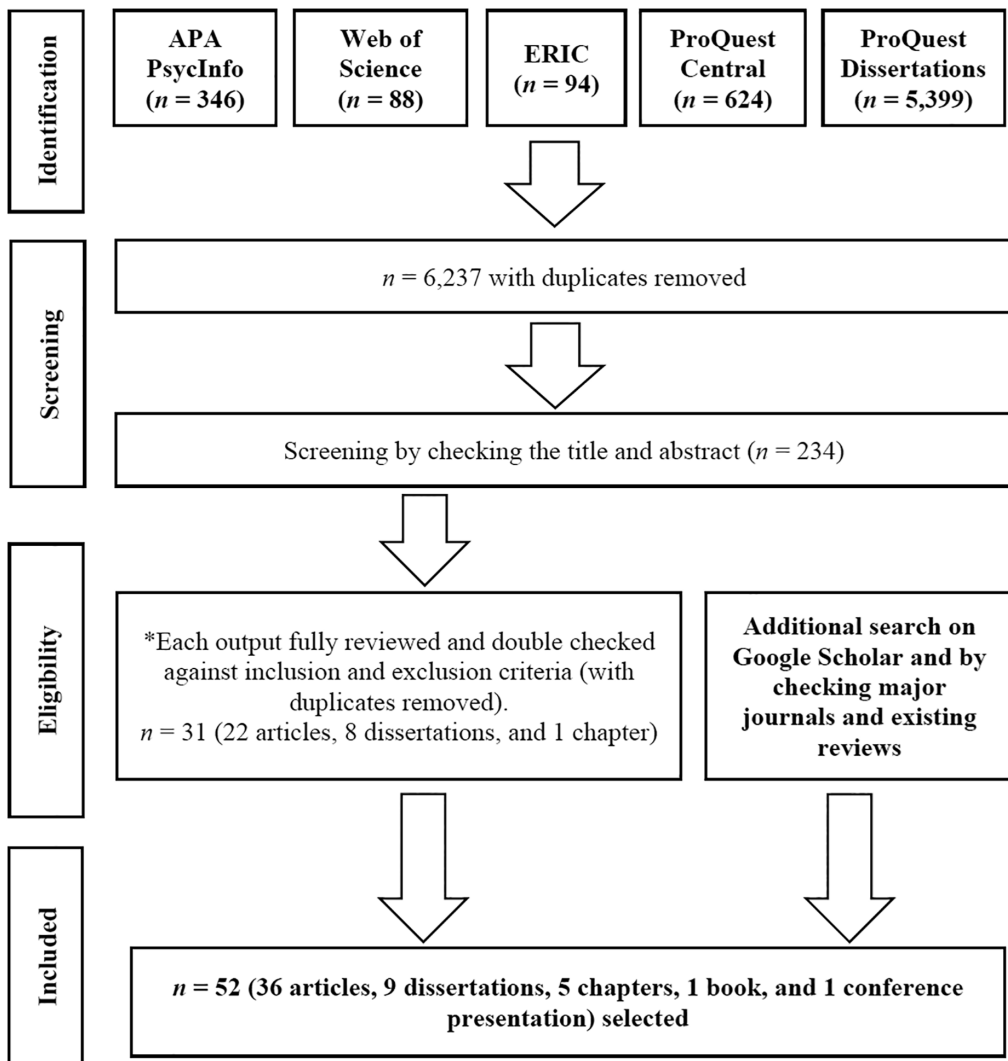 Identification
APA
PsycInfo
(n = 346)
Web of
Science
(n = 88)
ERIC
(n = 94)
ProQuest
Central
(n = 624)
ProQuest
Dissertations
(n = 5,399)
Screening
n = 6,237 with duplicates removed
Screening by checking the title and abstract (n = 234)
Eligibility
*Each output fully reviewed and double checked
against inclusion and exclusion criteria (with
duplicates removed).
n = 31 (22 articles, 8 dissertations, and 1 chapter)
Additional search on
Google Scholar and by
checking major
journals and existing
reviews
Included
n = 52 (36 articles, 9 dissertations, 5 chapters, 1 book, and 1 conference
presentation) selected